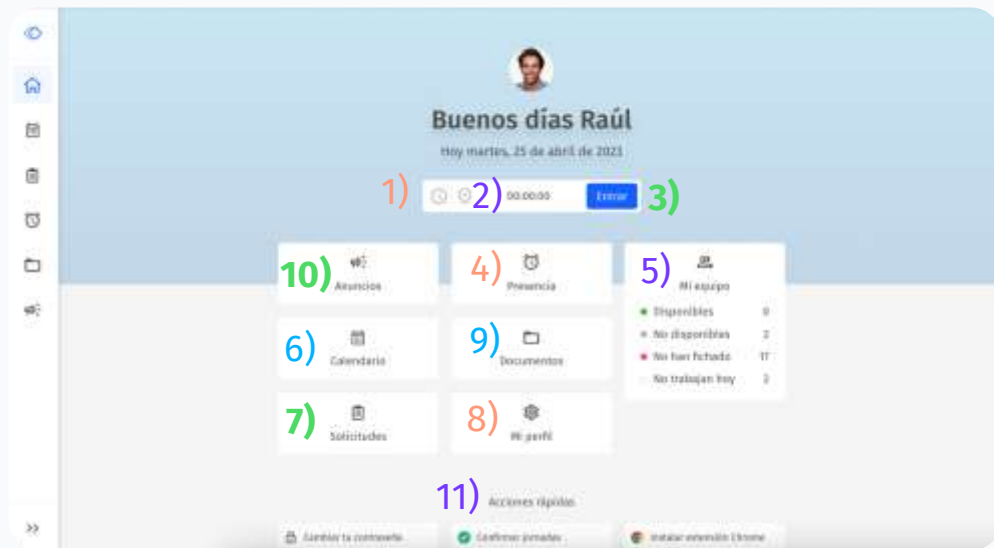 Buenos días Raúl
Hoy martes, 25 de abril de 2023
1) 2) 00:00:00 Entrar 3)
10) Anuncios
4) Presencia
5) Mi equipo
Disponibles 0
No disponibles 2
No han fichado 17
No trabajan hoy 2
6) Calendario
9) Documentos
7) Solicitudes
8) Mi perfil
11) Acciones rápidas
Cambiar tu contraseña
Confirmar jornadas
Instalar extensión Chrome